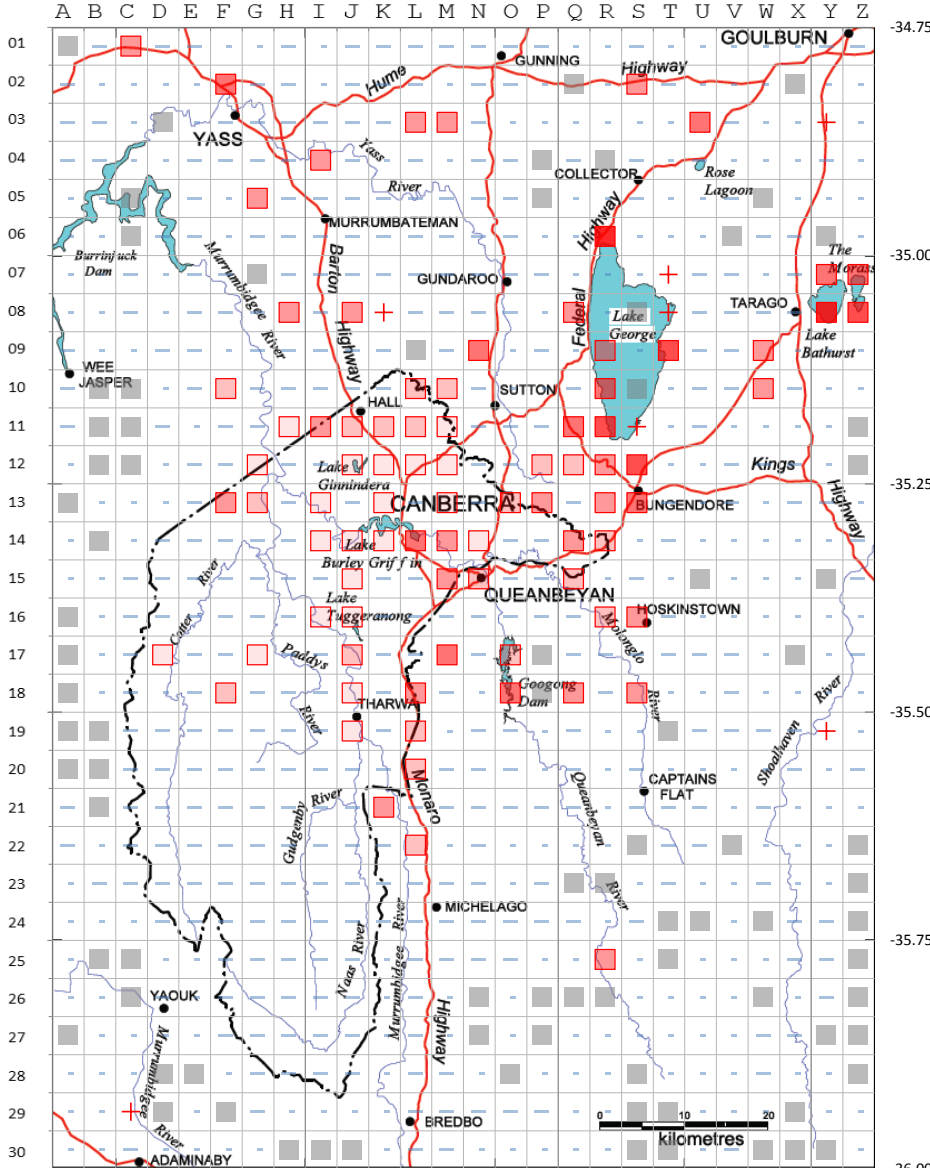 A B C D E F G H I J K L M N O P Q R S T U V W X Y Z
-34.75
01
GOULBURN
GUNNING
Hume
Highway
02
03
YASS
Yass
04
COLLECTOR
Rose
Lagoon
River
05
MURRUMBATEMAN
Highway
06
-35.00
Burrinjuck
Dam
Murrumbidgee
River
Barton
Highway
The
Morass
07
GUNDAROO
Federal
TARAGO
08
Lake
George
Lake
Bathurst
09
WEE
JASPER
10
SUTTON
HALL
11
12
Lake
Ginnindera
Kings
Highway
-35.25
13
CANBERRA
BUNGENDORE
14
Lake
Burley Griffin
15
QUEANBEYAN
Cotter
River
Lake
Tuggeranong
16
HOSKINSTOWN
Molonglo
River
17
Paddys
River
18
Googong
Dam
THARWA
River
Shoalhaven
-35.50
19
20
Monaro
CAPTAINS
FLAT
Queanbeyan
River
21
Gudgenby
River
22
23
24
MICHELAGO
-35.75
25
Naas
River
Murrumbidgee
River
26
YAOUK
Highway
27
Murrumbidgee
River
28
29
BREDBO
0 10 20
kilometres
30
ADAMINABY
-36.00